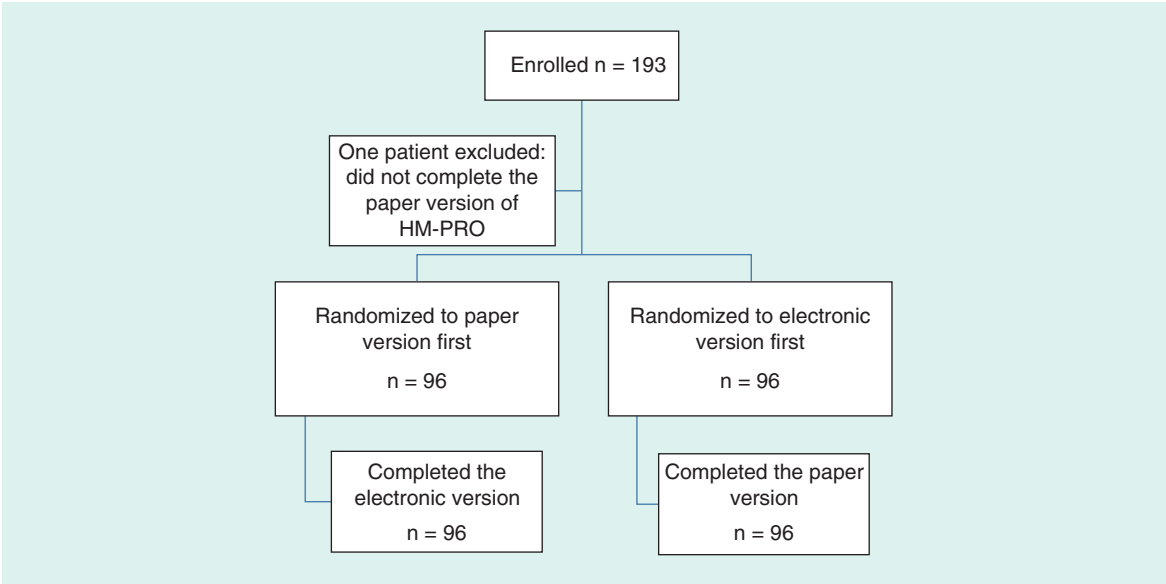 Enrolled n = 193
One patient excluded:
did not complete the
paper version of
HM-PRO
Randomized to paper
version first
n = 96
Randomized to electronic
version first
n = 96
Completed the
electronic version
n = 96
Completed the paper
version
n = 96